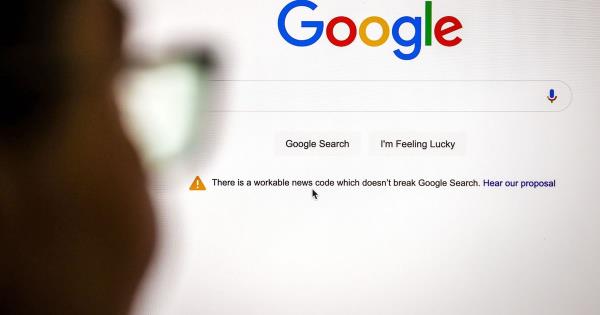 Google
Google Search I'm Feeling Lucky
There is a workable news code which doesn't break Google Search. Hear our proposal